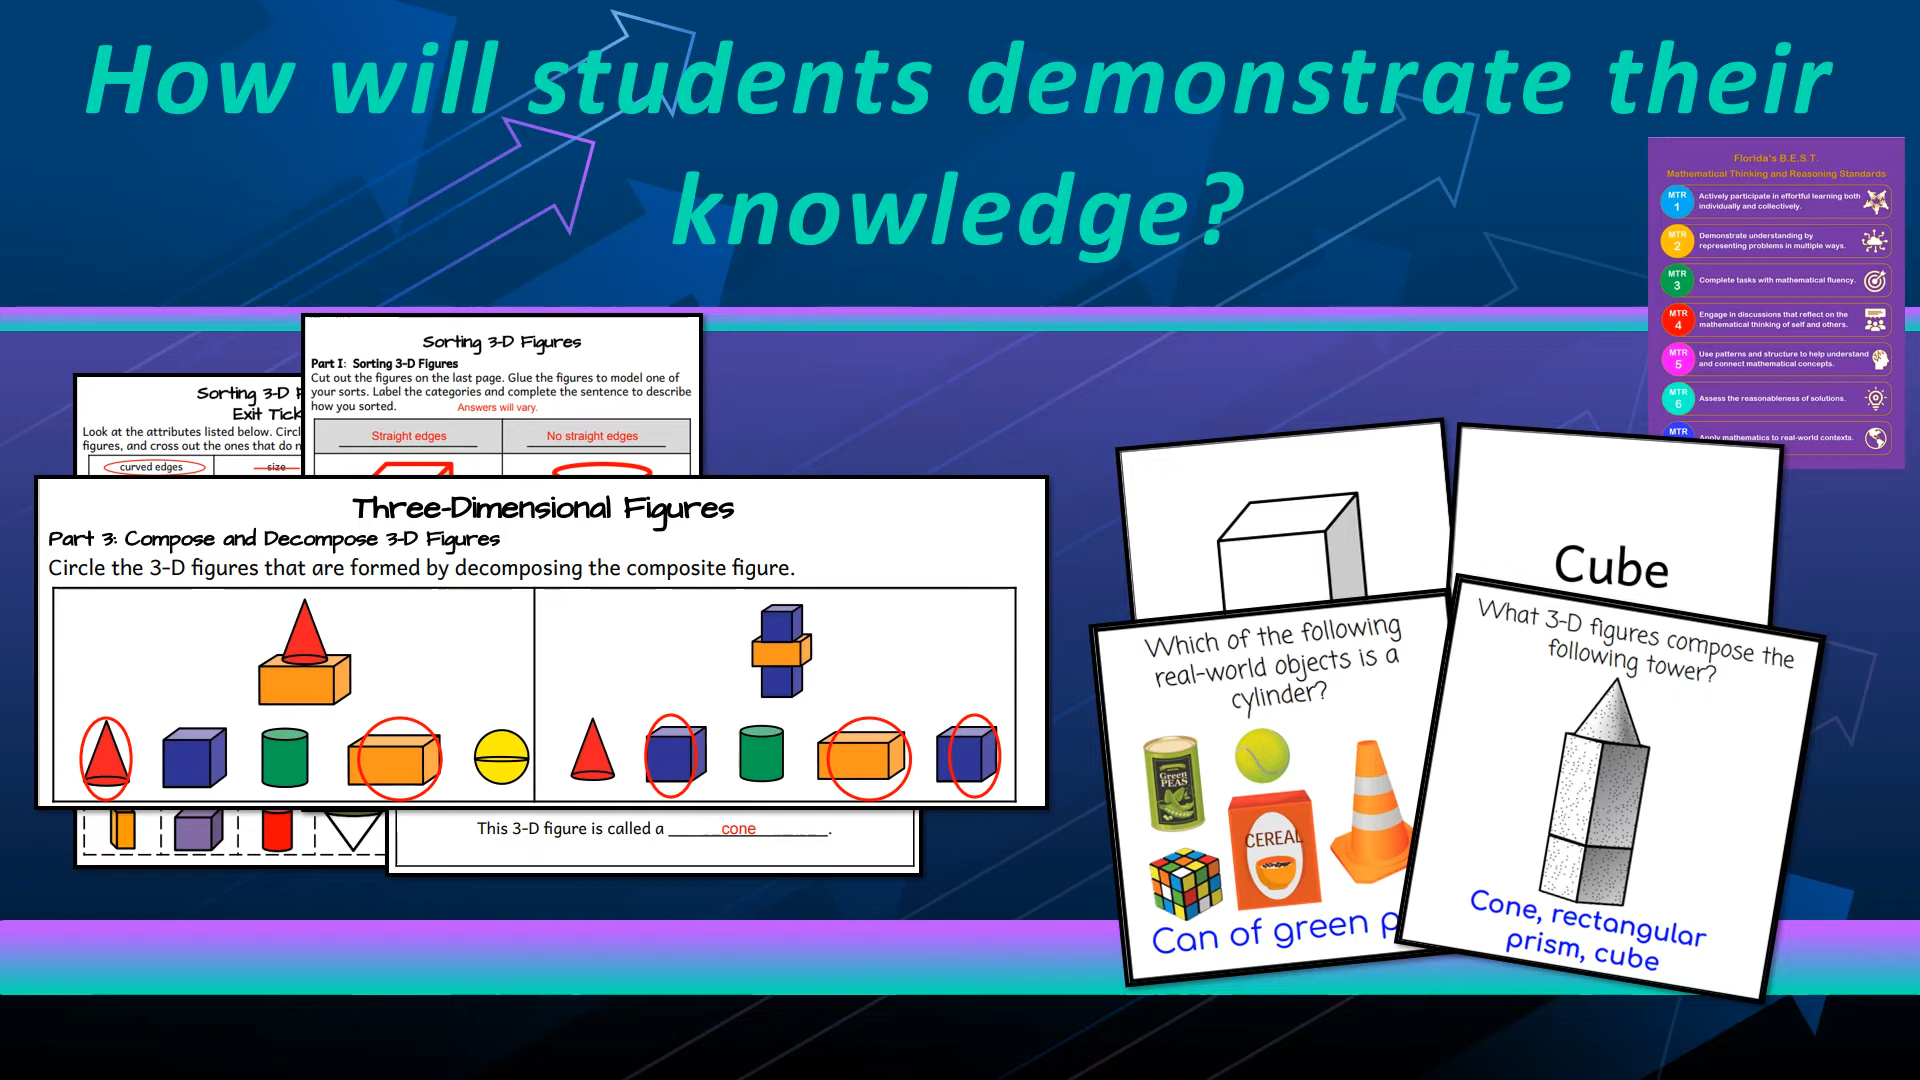 How will students demonstrate their
knowledge?
Florida's B.E.S.T.
Mathematical Thinking and Reasoning Standards
MTR
1
Actively participate in effortful learning both
individually and collectively.
MTR
2
Demonstrate understanding by
representing problems in multiple ways.
MTR
3
Complete tasks with mathematical fluency.
MTR
4
Engage in discussions that reflect on the
mathematical thinking of self and others.
MTR
5
Use patterns and structure to help understand
and connect mathematical concepts.
MTR
6
Assess the reasonableness of solutions.
MTR
Apply mathematics to real-world contexts.
Sorting 3-D Figures
Part I: Sorting 3-D Figures
Cut out the figures on the last page. Glue the figures to model one of
your sorts. Label the categories and complete the sentence to describe
how you sorted. Answers will vary.
Straight edges
No straight edges
Sorting 3-D
Exit
Look at the attributes listed below.
figures, and cross out the ones that do
curved edges
size
Three-Dimensional Figures
Part 3: Compose and Decompose 3-D Figures
Circle the 3-D figures that are formed by decomposing the composite figure.
This 3-D figure is called a cone.
Cube
Which of the following
real-world objects is a
cylinder?
Green
PEAS
CEREAL
Can of green
What 3-D figures compose the
following tower?
Cone, rectangular
prism, cube